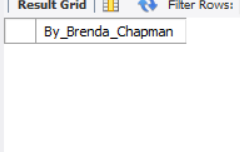 Result Grid Filter Rows:
By_Brenda_Chapman